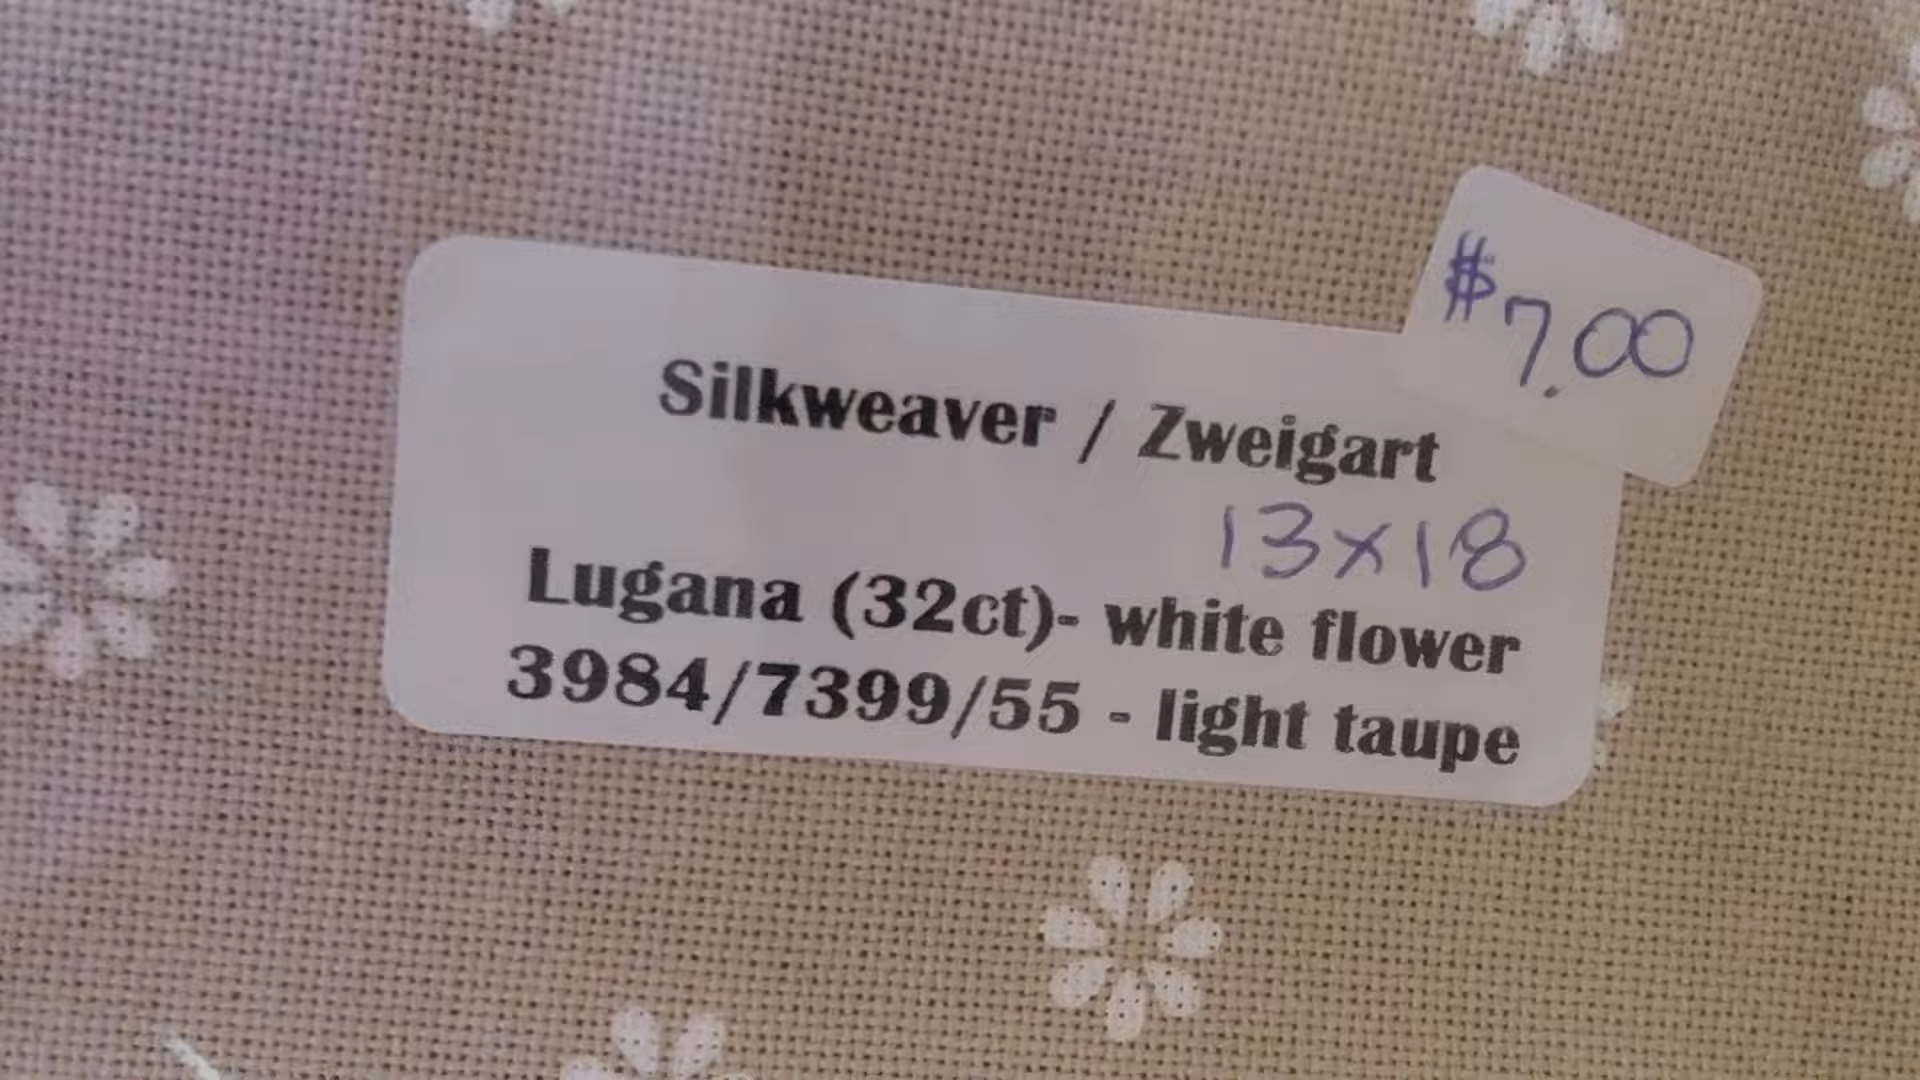 $7.00
Silkweaver / Zweigart
13x18
Lugana (32ct)- white flower
3984/7399/55 - light taupe